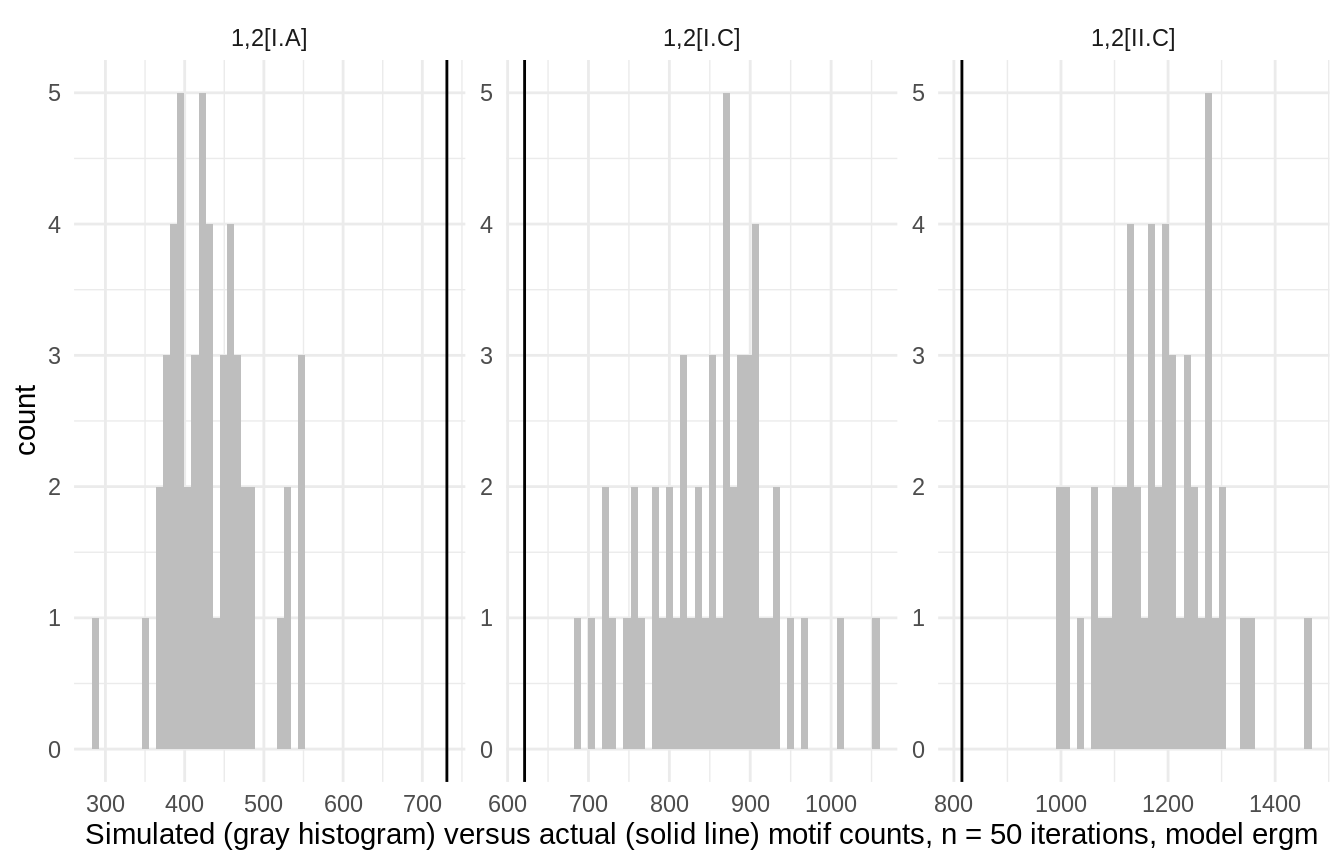 1,2[I.A] 1,2[I.C] 1,2[II.C]
5 5 5
4 4 4
3 3 3
count
2 2 2
1 1 1
0 0 0
300 400 500 600 700 600 700 800 900 1000 800 1000 1200 1400
Simulated (gray histogram) versus actual (solid line) motif counts, n = 50 iterations, model ergm